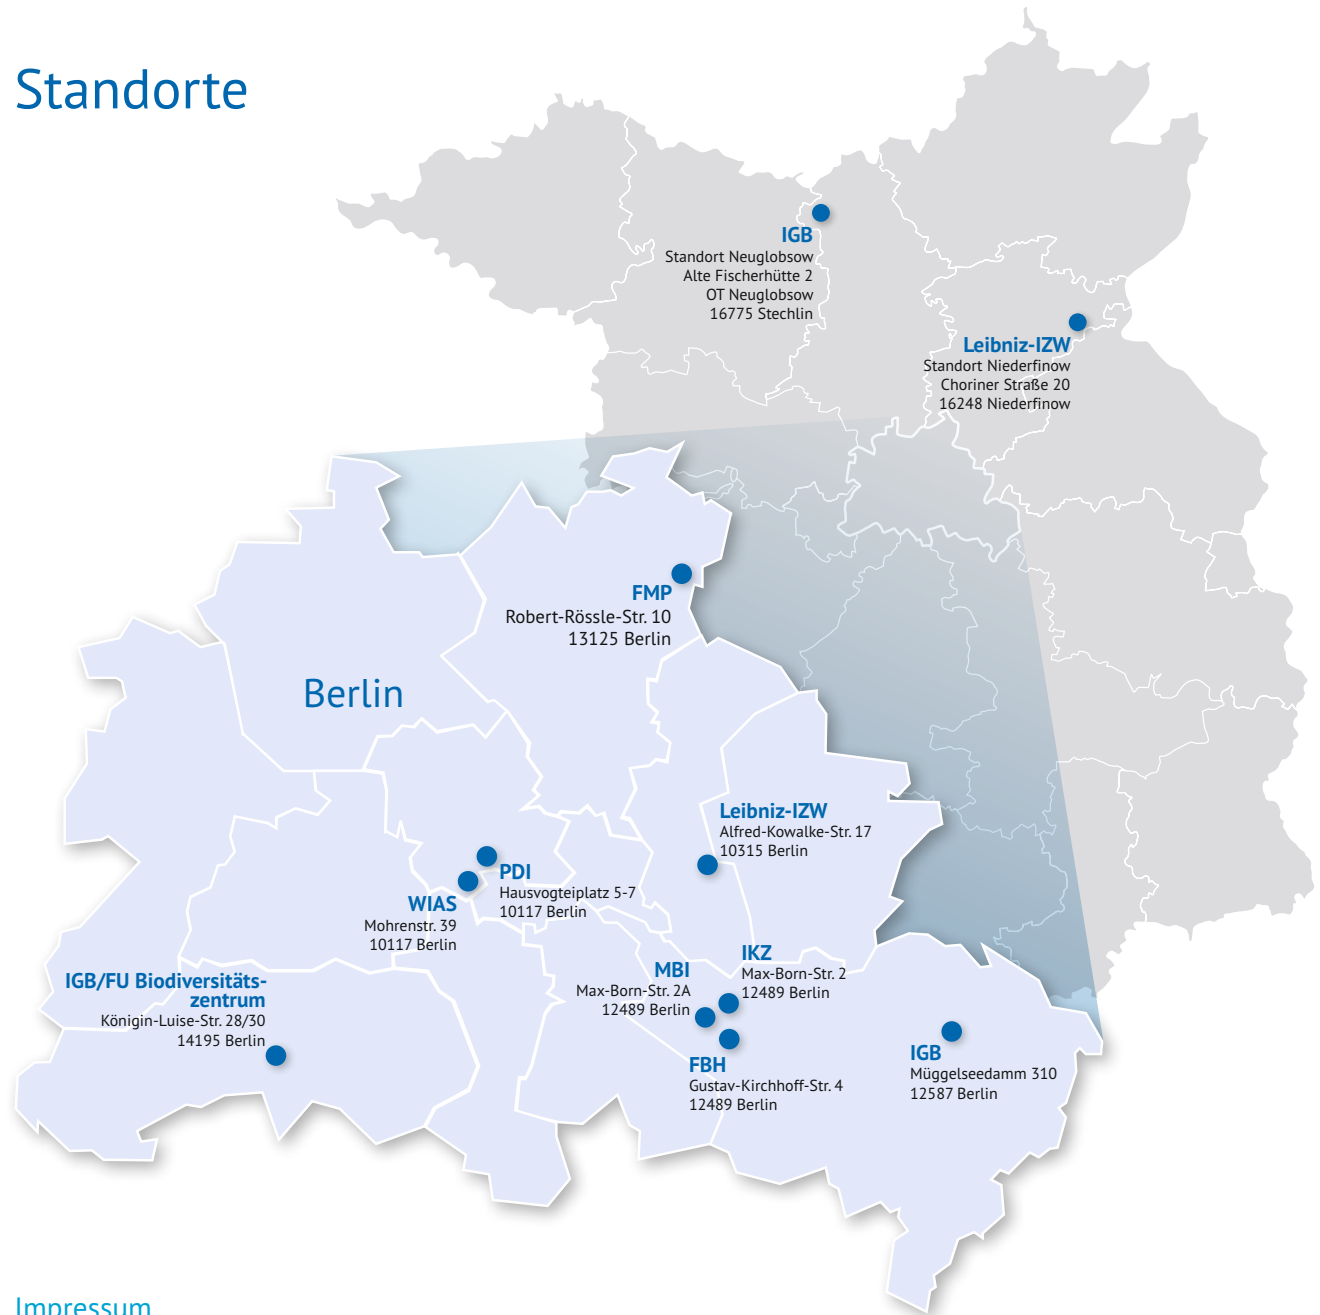 Standorte
IGB
Standort Neuglobsow
Alte Fischerhütte 2
OT Neuglobsow
16775 Stechlin
Leibniz-IZW
Standort Niederfinow
Choriner Straße 20
16248 Niederfinow
FMP
Robert-Rössle-Str. 10
13125 Berlin
Berlin
Leibniz-IZW
Alfred-Kowalke-Str. 17
10315 Berlin
PDI
Hausvogteiplatz 5-7
10117 Berlin
WIAS
Mohrenstr. 39
10117 Berlin
IGB/FU Biodiversitäts-
zentrum
Königin-Luise-Str. 28/30
14195 Berlin
MBI
Max-Born-Str. 2A
12489 Berlin
IKZ
Max-Born-Str. 2
12489 Berlin
FBH
Gustav-Kirchhoff-Str. 4
12489 Berlin
IGB
Müggelseedamm 310
12587 Berlin
Impressum